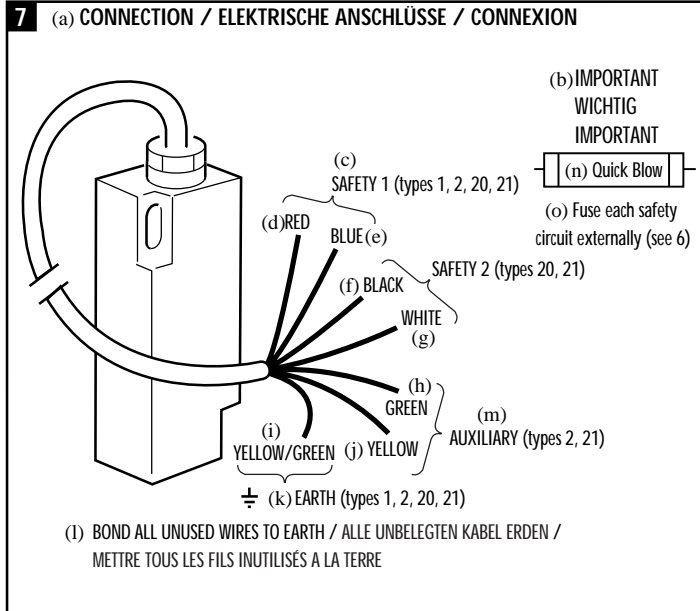 7 (a) CONNECTION / ELEKTRISCHE ANSCHLÜSSE / CONNEXION
(b) IMPORTANT
WICHTIG
IMPORTANT
(n) Quick Blow
(o) Fuse each safety
circuit externally (see 6)
(c)
SAFETY 1 (types 1, 2, 20, 21)
(d) RED
BLUE (e)
SAFETY 2 (types 20, 21)
(f) BLACK
WHITE
(g)
(h)
GREEN
(m)
AUXILIARY (types 2, 21)
(i)
YELLOW/GREEN
(j) YELLOW
(k) EARTH (types 1, 2, 20, 21)
(l) BOND ALL UNUSED WIRES TO EARTH / ALLE UNBELEGTEN KABEL ERDEN /
METTRE TOUS LES FILS INUTILISÉS A LA TERRE